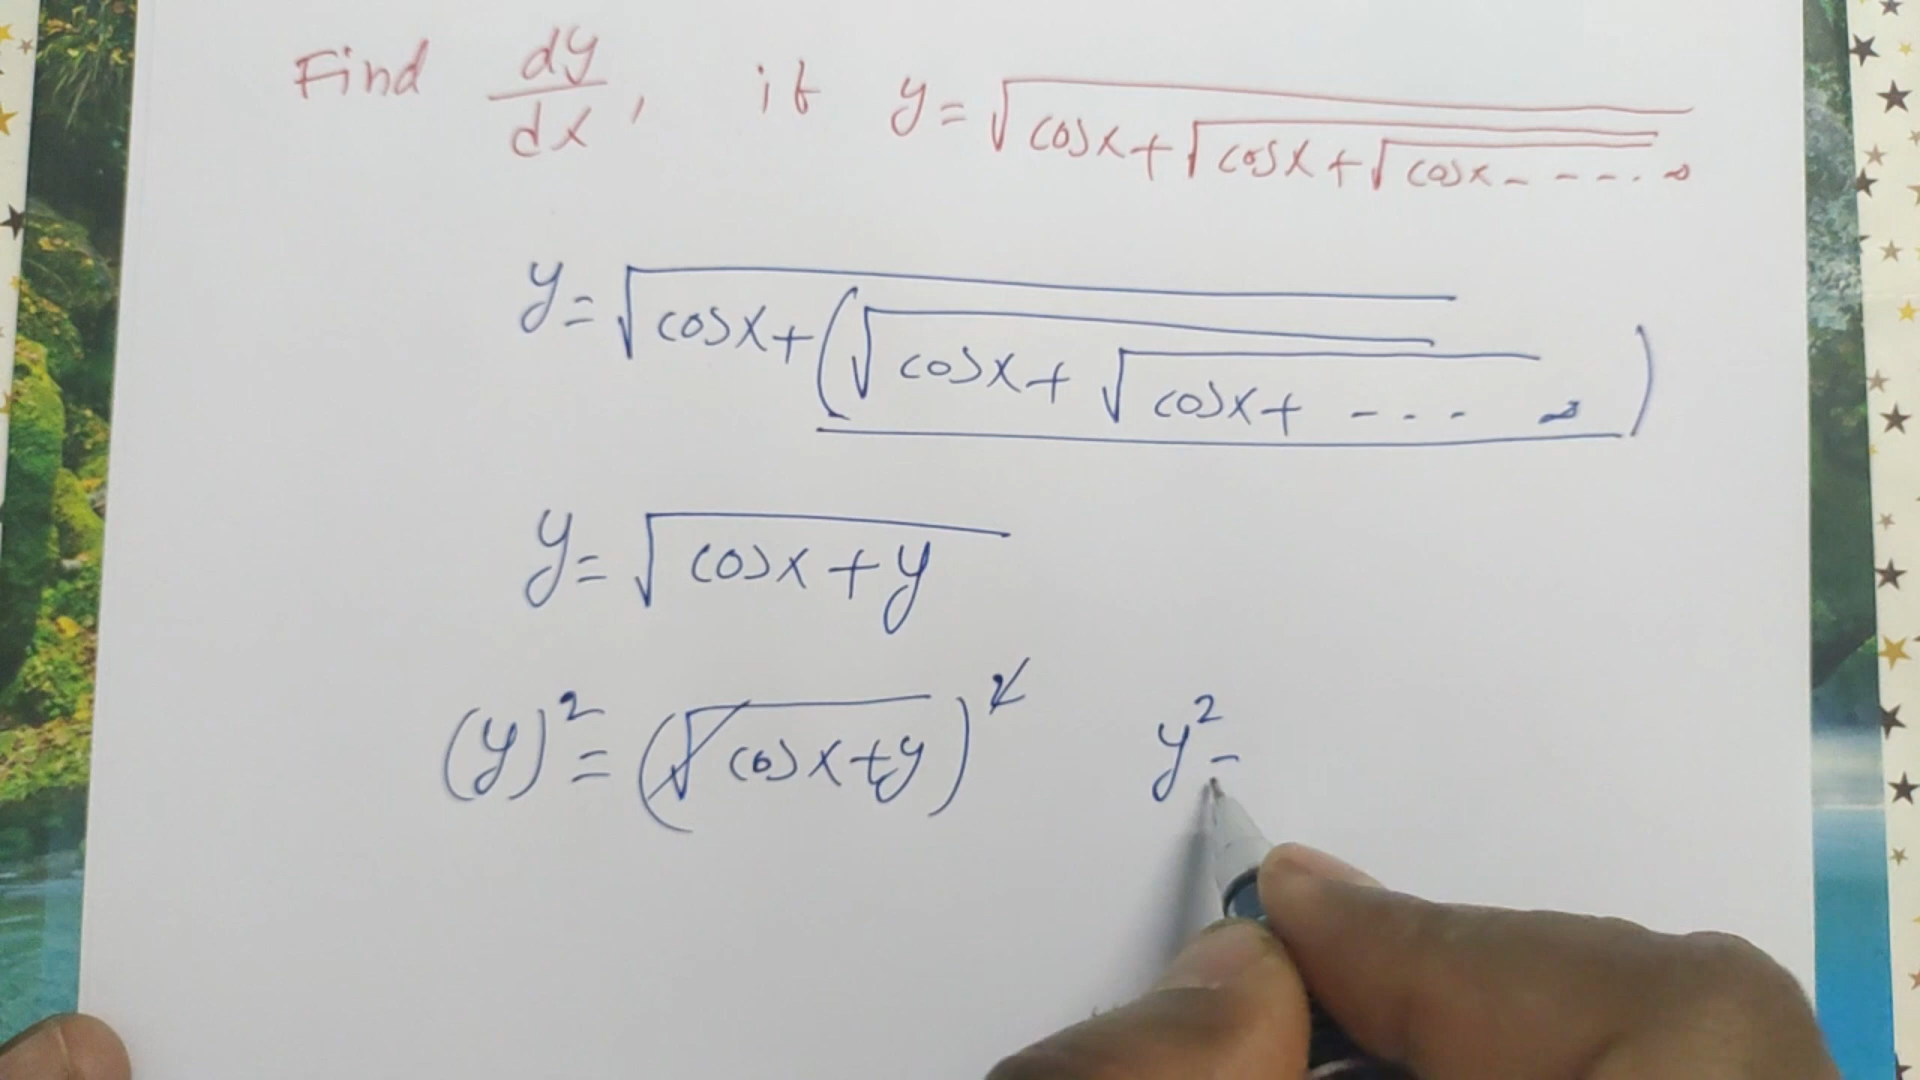 Find dy/dx, if y=√(cosx+√(cosx+√(cosx-----∞
y=√(cosx+(√(cosx+√(cosx+ --- ∞)
y=√(cosx+y)
(y)²=(√(cosx+y))² y²-